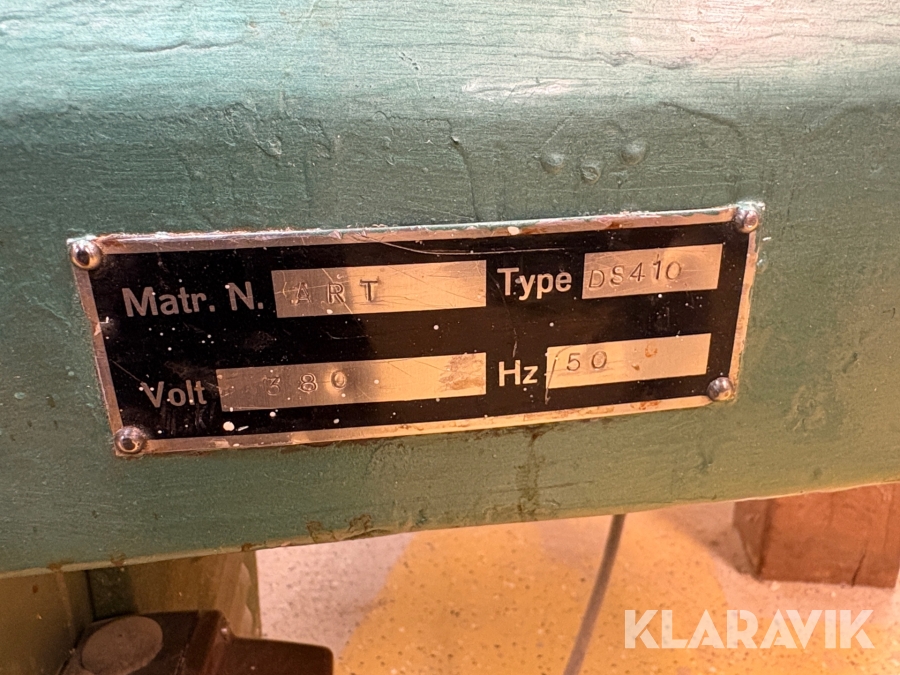 Matr. N. ART Type DS410
Volt 380 Hz 50
KLARAVIK